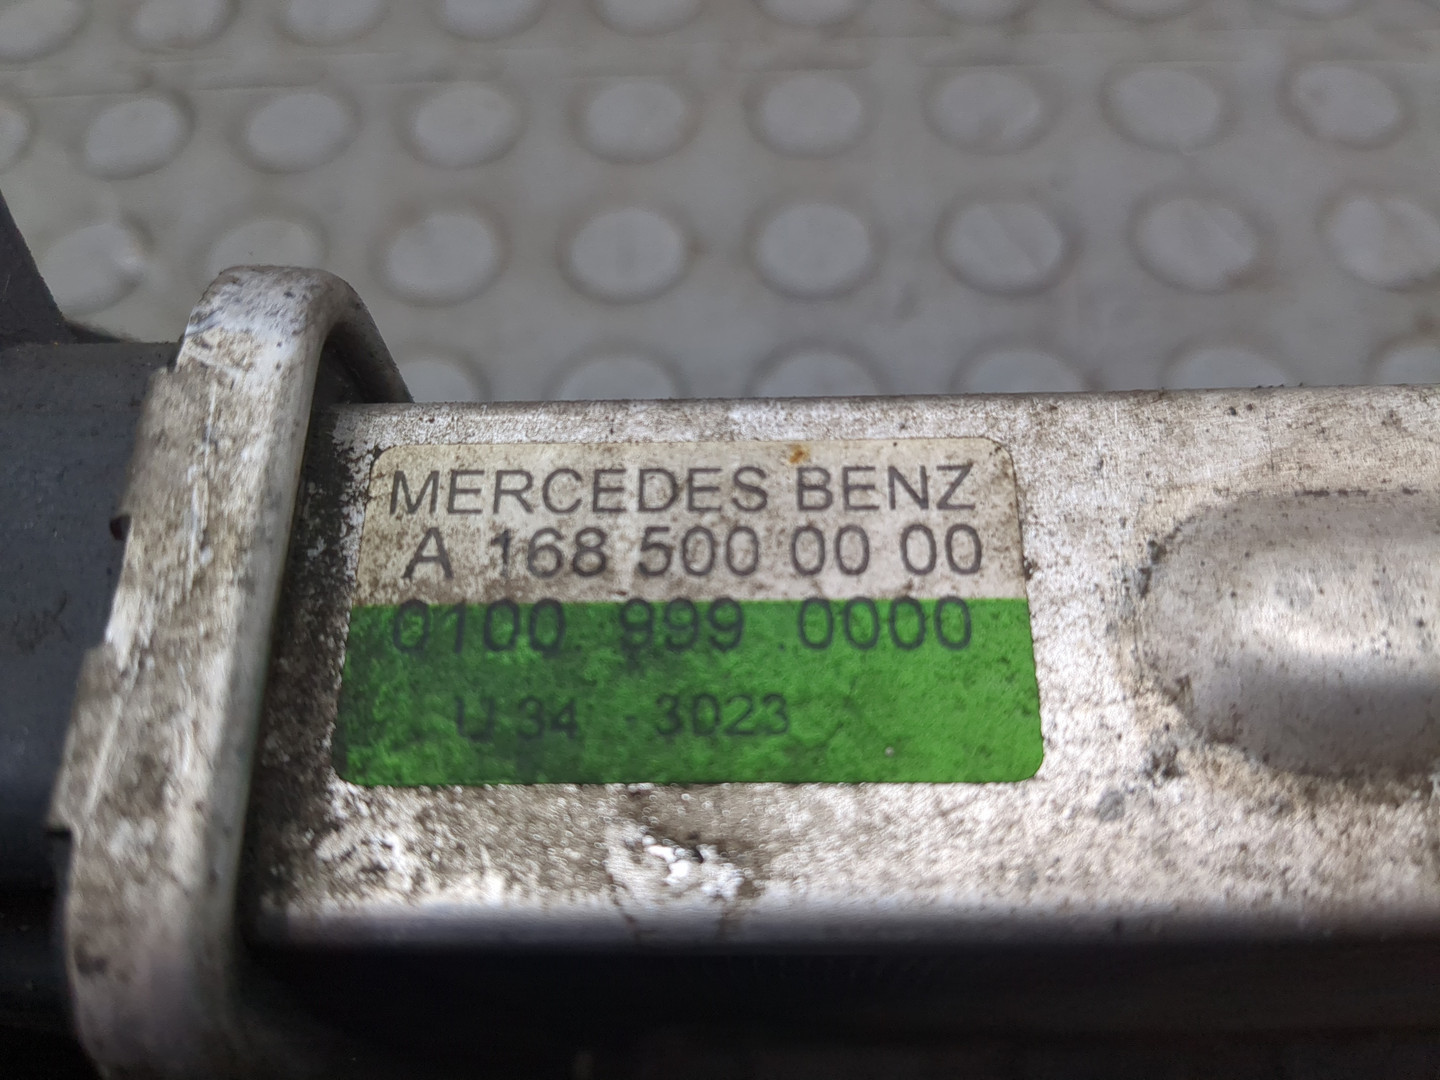 MERCEDES BENZ
A 168 500 00 00
0100 999 0000
U 34 3023